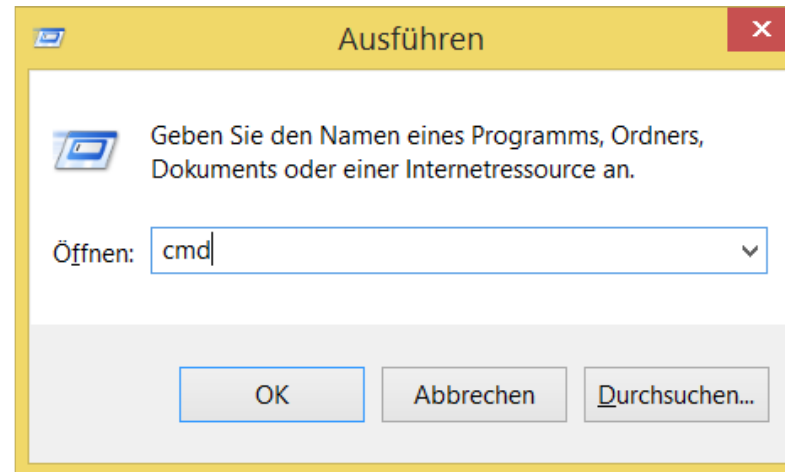 Ausführen
Geben Sie den Namen eines Programms, Ordners,
Dokuments oder einer Internetressource an.
Öffnen: cmd
OK Abbrechen Durchsuchen...